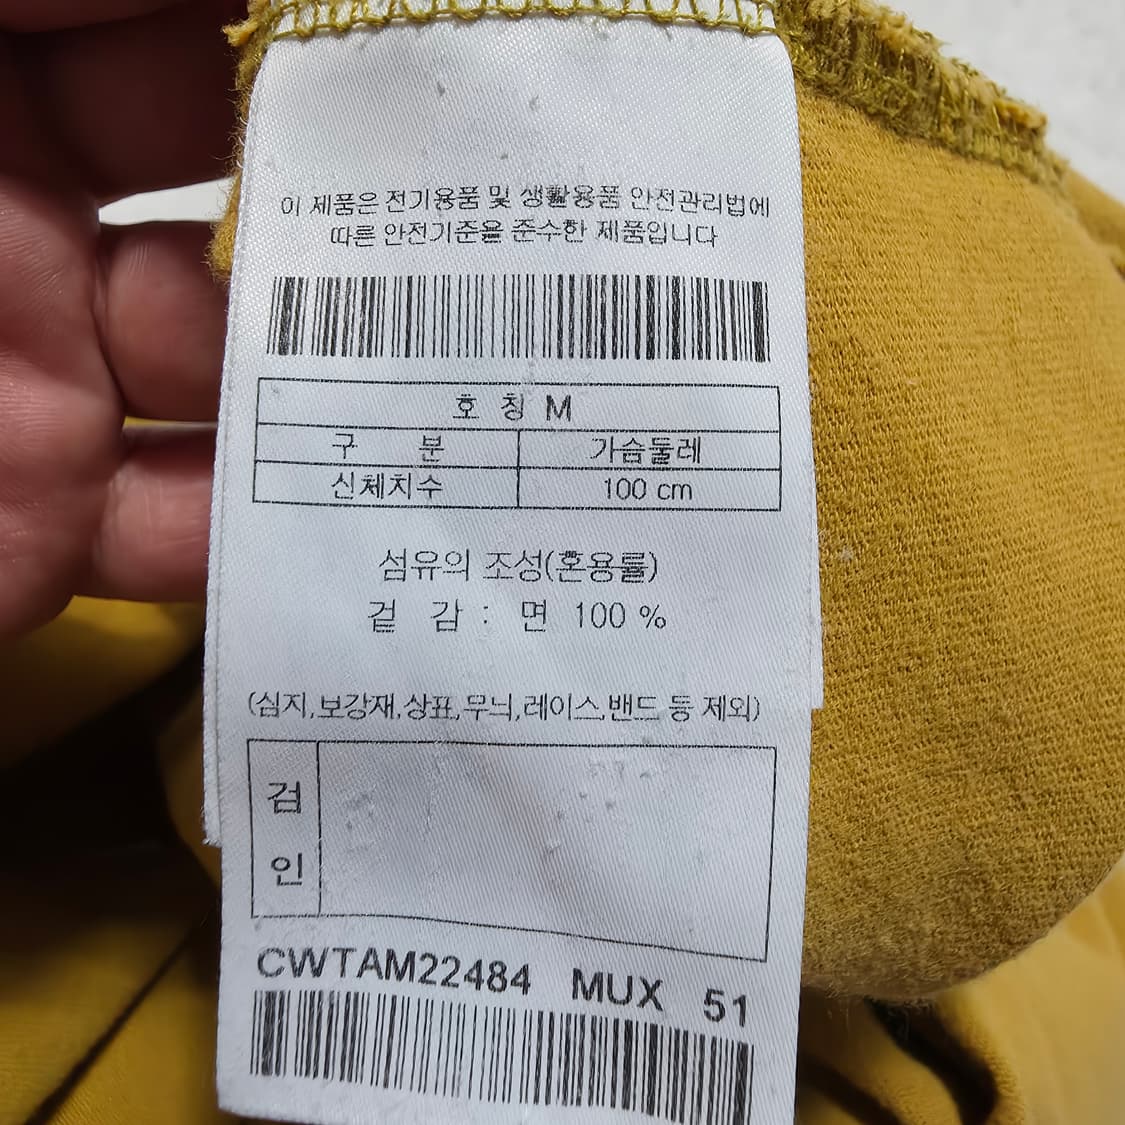 이 제품은 전기용품 및 생활용품 안전관리법에
따른 안전기준을 준수한 제품입니다
호 칭 M
구 분 가슴둘레
신체치수 100 cm
섬유의 조성(혼용률)
겉 감 : 면 100 %
(심지,보강재,상표,무늬,레이스,밴드 등 제외)
검
인
CWTAM22484 MUX 51